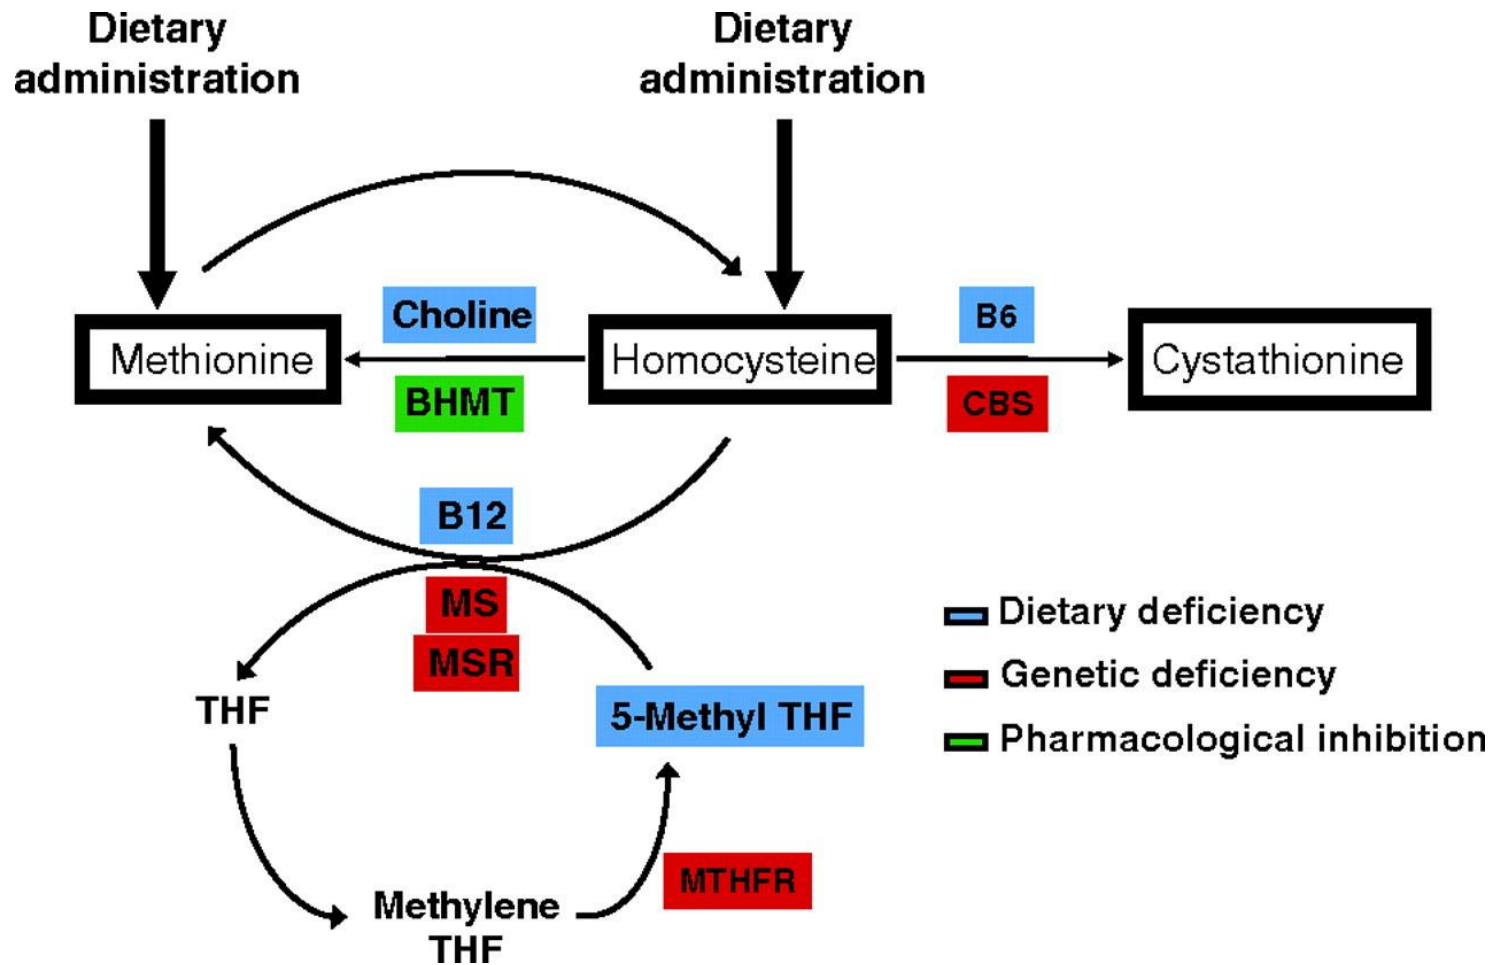 Dietary
administration
Dietary
administration
Choline
B6
Methionine
Homocysteine
Cystathionine
BHMT
CBS
B12
MS
MSR
Dietary deficiency
Genetic deficiency
Pharmacological inhibition
THF
5-Methyl THF
MTHFR
Methylene
THF